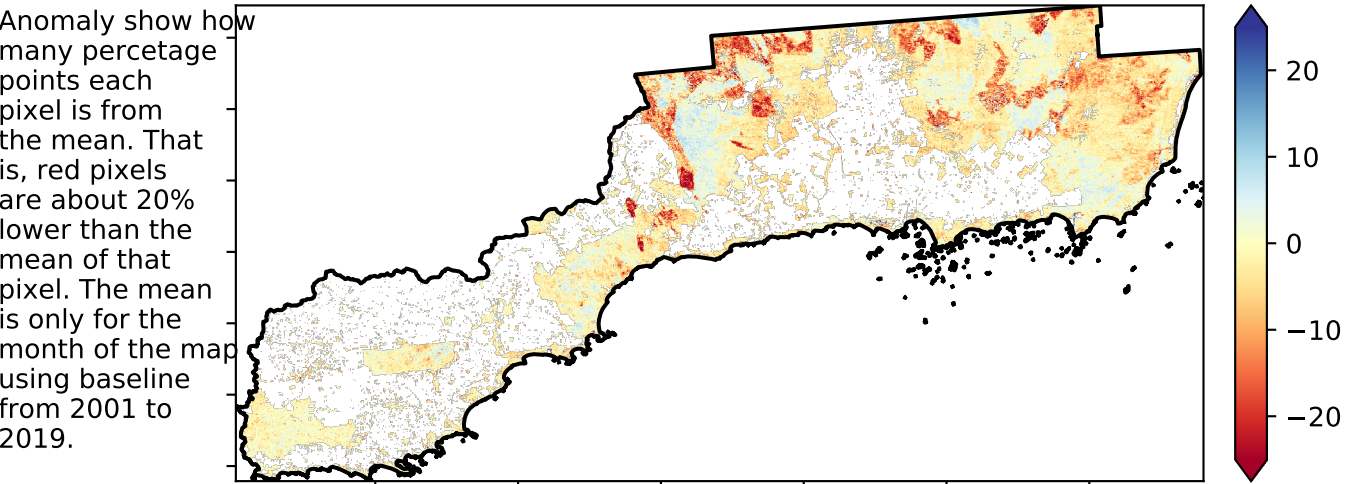 Anomaly show how
many percetage
points each
pixel is from
the mean. That
is, red pixels
are about 20%
lower than the
mean of that
pixel. The mean
is only for the
month of the map
using baseline
from 2001 to
2019.
20
10
0
−10
−20